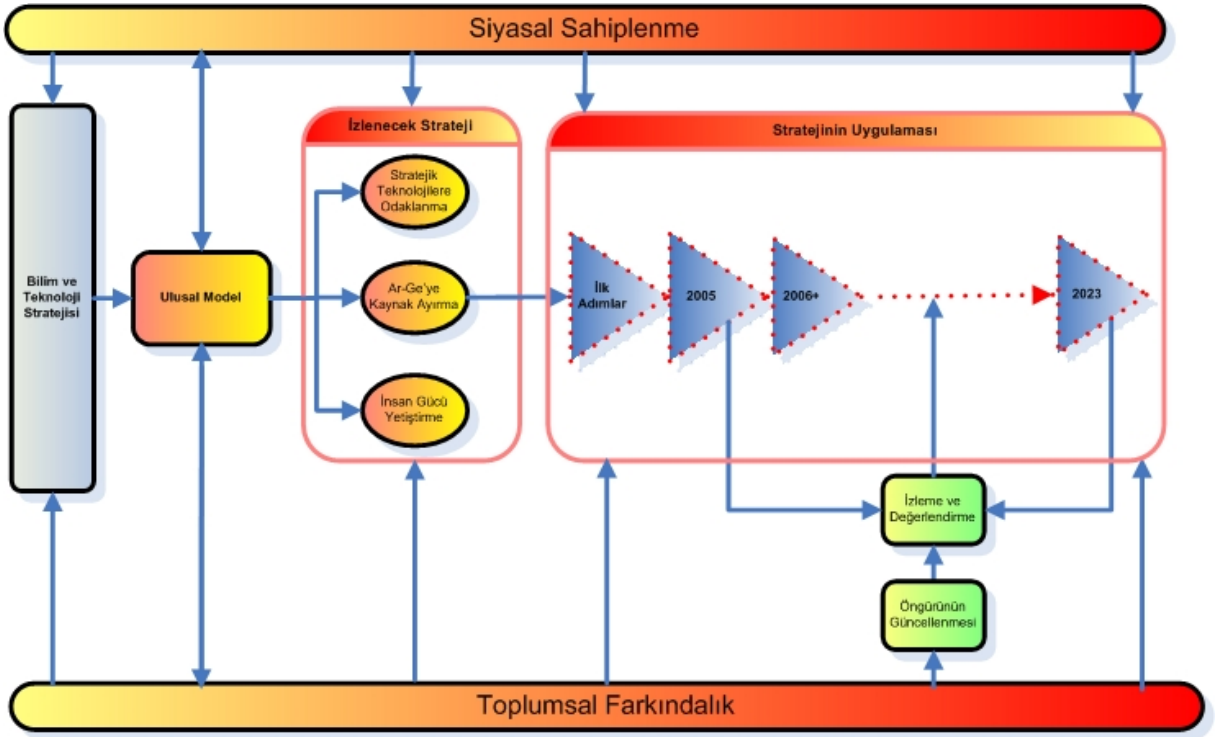 Siyasal Sahiplenme
İzlenecek Strateji
Stratejinin Uygulaması
Stratejik
Teknolojilere
Odaklanma
Bilim ve
Teknoloji
Stratejisi
Ulusal Model
Ar-Ge'ye
Kaynak Ayırma
İlk
Adımlar
2005
2006+
2023
İnsan Gücü
Yetiştirme
İzleme ve
Değerlendirme
Öngürünün
Güncellenmesi
Toplumsal Farkındalık